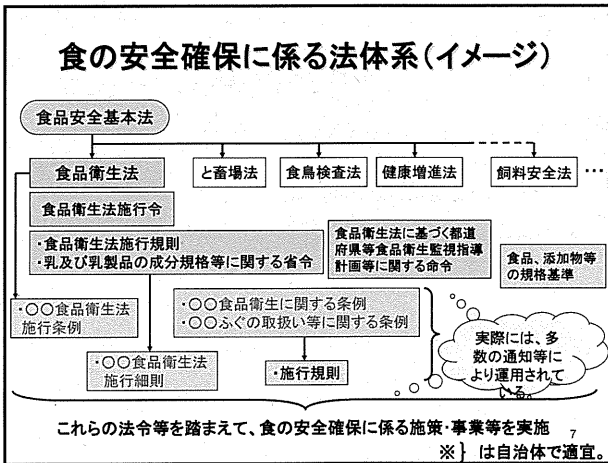 食の安全確保に係る法体系(イメージ)
食品安全基本法
食品衛生法
と畜場法
食鳥検査法
健康増進法
飼料安全法
…
食品衛生法施行令
・食品衛生法施行規則
・乳及び乳製品の成分規格等に関する省令
食品衛生法に基づく都道
府県等食品衛生監視指導
計画等に関する命令
食品、添加物等
の規格基準
・〇〇食品衛生法
施行条例
・〇〇食品衛生に関する条例
・〇〇ふぐの取扱い等に関する条例
・〇〇食品衛生法
施行細則
・施行規則
実際には、多
数の通知等に
より運用されて
いる。
これらの法令等を踏まえて、食の安全確保に係る施策・事業等を実施
7
※} は自治体で適宜。